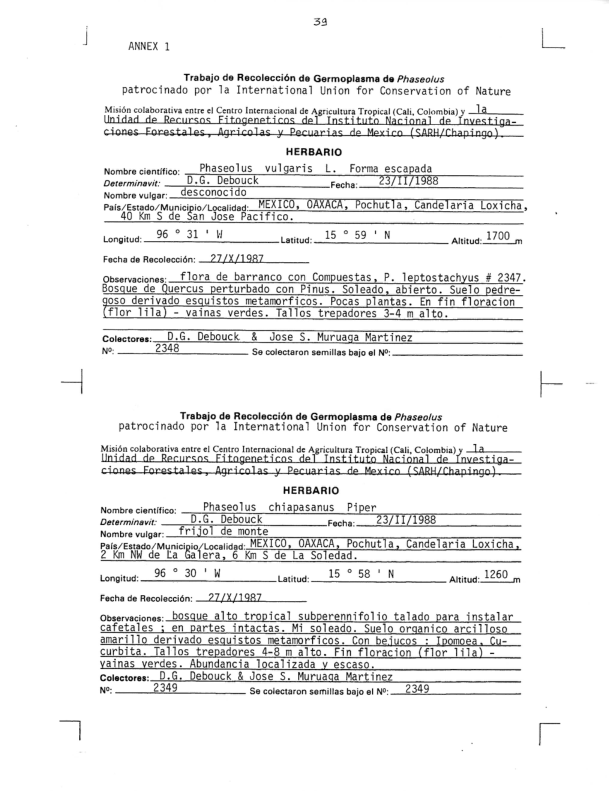 39
ANNEX 1
Trabajo de Recolección de Germoplasma de Phaseolus
patrocinado por la International Union for Conservation of Nature
Misión colaborativa entre el Centro Internacional de Agricultura Tropical (Cali, Colombia) y la
Unidad de Recursos Fitogeneticos del Instituto Nacional de Investiga-
ciones Forestales, Agricolas y Pecuarias de Mexico (SARH/Chapingo).
HERBARIO
Nombre científico: Phaseolus vulgaris L. Forma escapada
Determinavit: D.G. Debouck Fecha: 23/II/1988
Nombre vulgar: desconocido
País/Estado/Municipio/Localidad: MEXICO, OAXACA, Pochutla, Candelaria Loxicha,
40 Km S de San Jose Pacifico.
Longitud: 96 ° 31 ' W Latitud: 15 ° 59 ' N Altitud: 1700 m
Fecha de Recolección: 27/X/1987
Observaciones: flora de barranco con Compuestas, P. leptostachyus # 2347.
Bosque de Quercus perturbado con Pinus. Soleado, abierto. Suelo pedre-
goso derivado esquistos metamorficos. Pocas plantas. En fin floracion
(flor lila) - vainas verdes. Tallos trepadores 3-4 m alto.
Colectores: D.G. Debouck & Jose S. Muruaga Martinez
Nº: 2348 Se colectaron semillas bajo el Nº:
Trabajo de Recolección de Germoplasma de Phaseolus
patrocinado por la International Union for Conservation of Nature
Misión colaborativa entre el Centro Internacional de Agricultura Tropical (Cali, Colombia) y la
Unidad de Recursos Fitogeneticos del Instituto Nacional de Investiga-
ciones Forestales, Agricolas y Pecuarias de Mexico (SARH/Chapingo).
HERBARIO
Nombre científico: Phaseolus chiapasanus Piper
Determinavit: D.G. Debouck Fecha: 23/II/1988
Nombre vulgar: frijol de monte
País/Estado/Municipio/Localidad: MEXICO, OAXACA, Pochutla, Candelaria Loxicha,
2 Km NW de La Galera, 6 Km S de La Soledad.
Longitud: 96 ° 30 ' W Latitud: 15 ° 58 ' N Altitud: 1260 m
Fecha de Recolección: 27/X/1987
Observaciones: bosque alto tropical subperennifolio talado para instalar
cafetales ; en partes intactas. Mi soleado. Suelo organico arcilloso
amarillo derivado esquistos metamorficos. Con bejucos : Ipomoea, Cu-
curbita. Tallos trepadores 4-8 m alto. Fin floracion (flor lila) -
vainas verdes. Abundancia localizada y escaso.
Colectores: D.G. Debouck & Jose S. Muruaga Martinez
Nº: 2349 Se colectaron semillas bajo el Nº: 2349